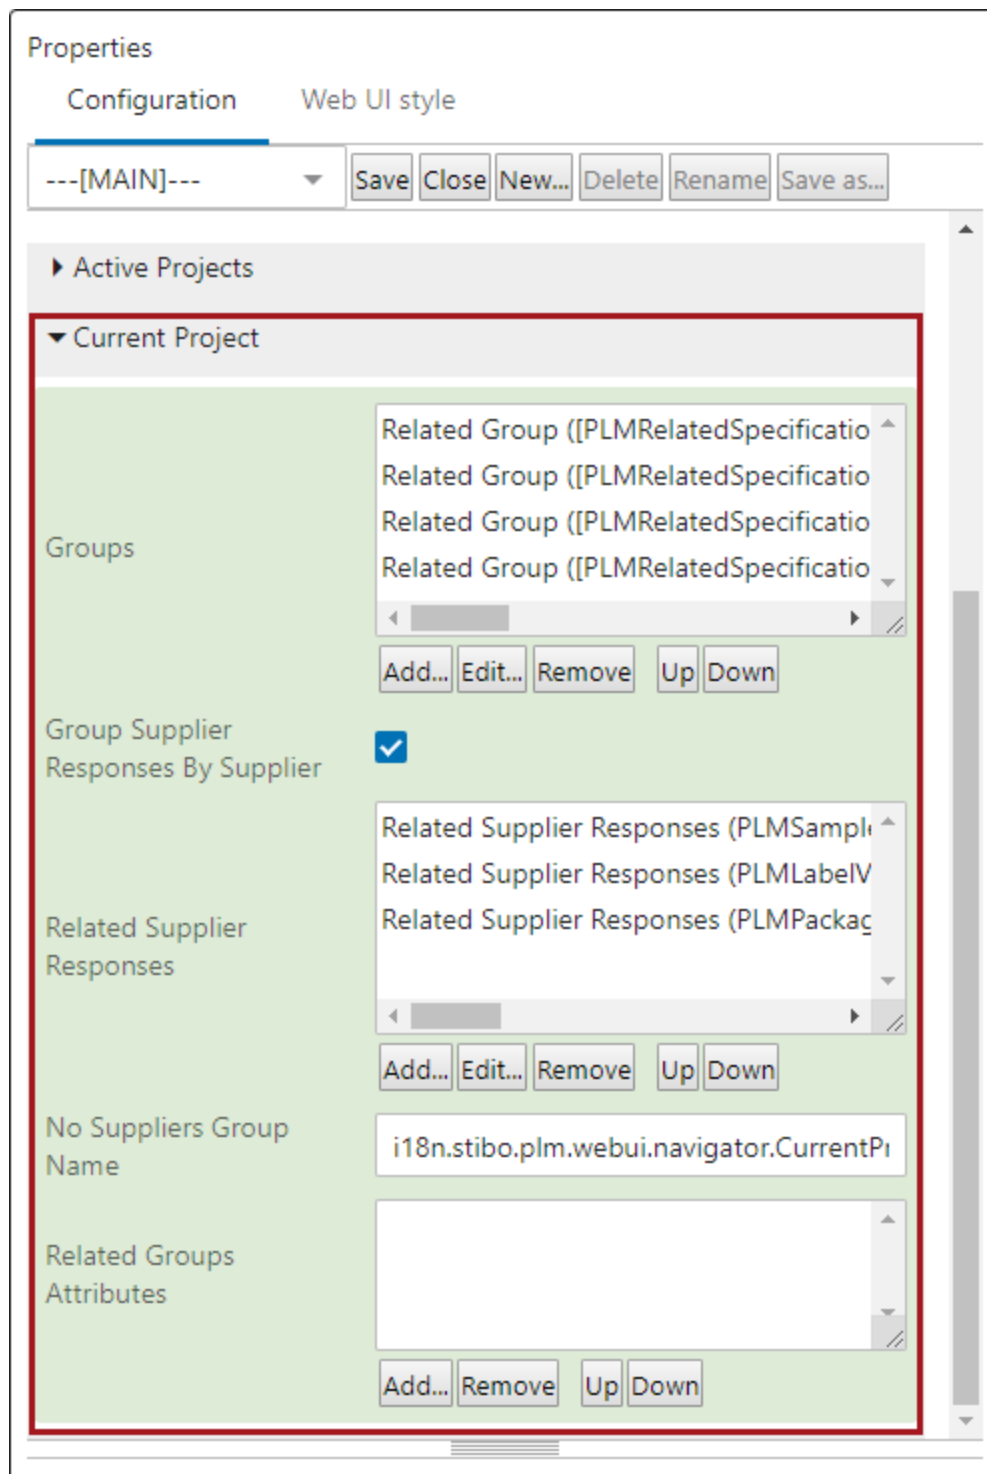 Properties
Configuration Web UI style
---[MAIN]--- Save Close New... Delete Rename Save as...
Active Projects
Current Project
Groups
Related Group ([PLMRelatedSpecificatio
Related Group ([PLMRelatedSpecificatio
Related Group ([PLMRelatedSpecificatio
Related Group ([PLMRelatedSpecificatio
Add... Edit... Remove Up Down
Group Supplier
Responses By Supplier
Related Supplier
Responses
Related Supplier Responses (PLMSample
Related Supplier Responses (PLMLabelV
Related Supplier Responses (PLMPackag
Add... Edit... Remove Up Down
No Suppliers Group
Name
i18n.stibo.plm.webui.navigator.CurrentPr
Related Groups
Attributes
Add... Remove Up Down